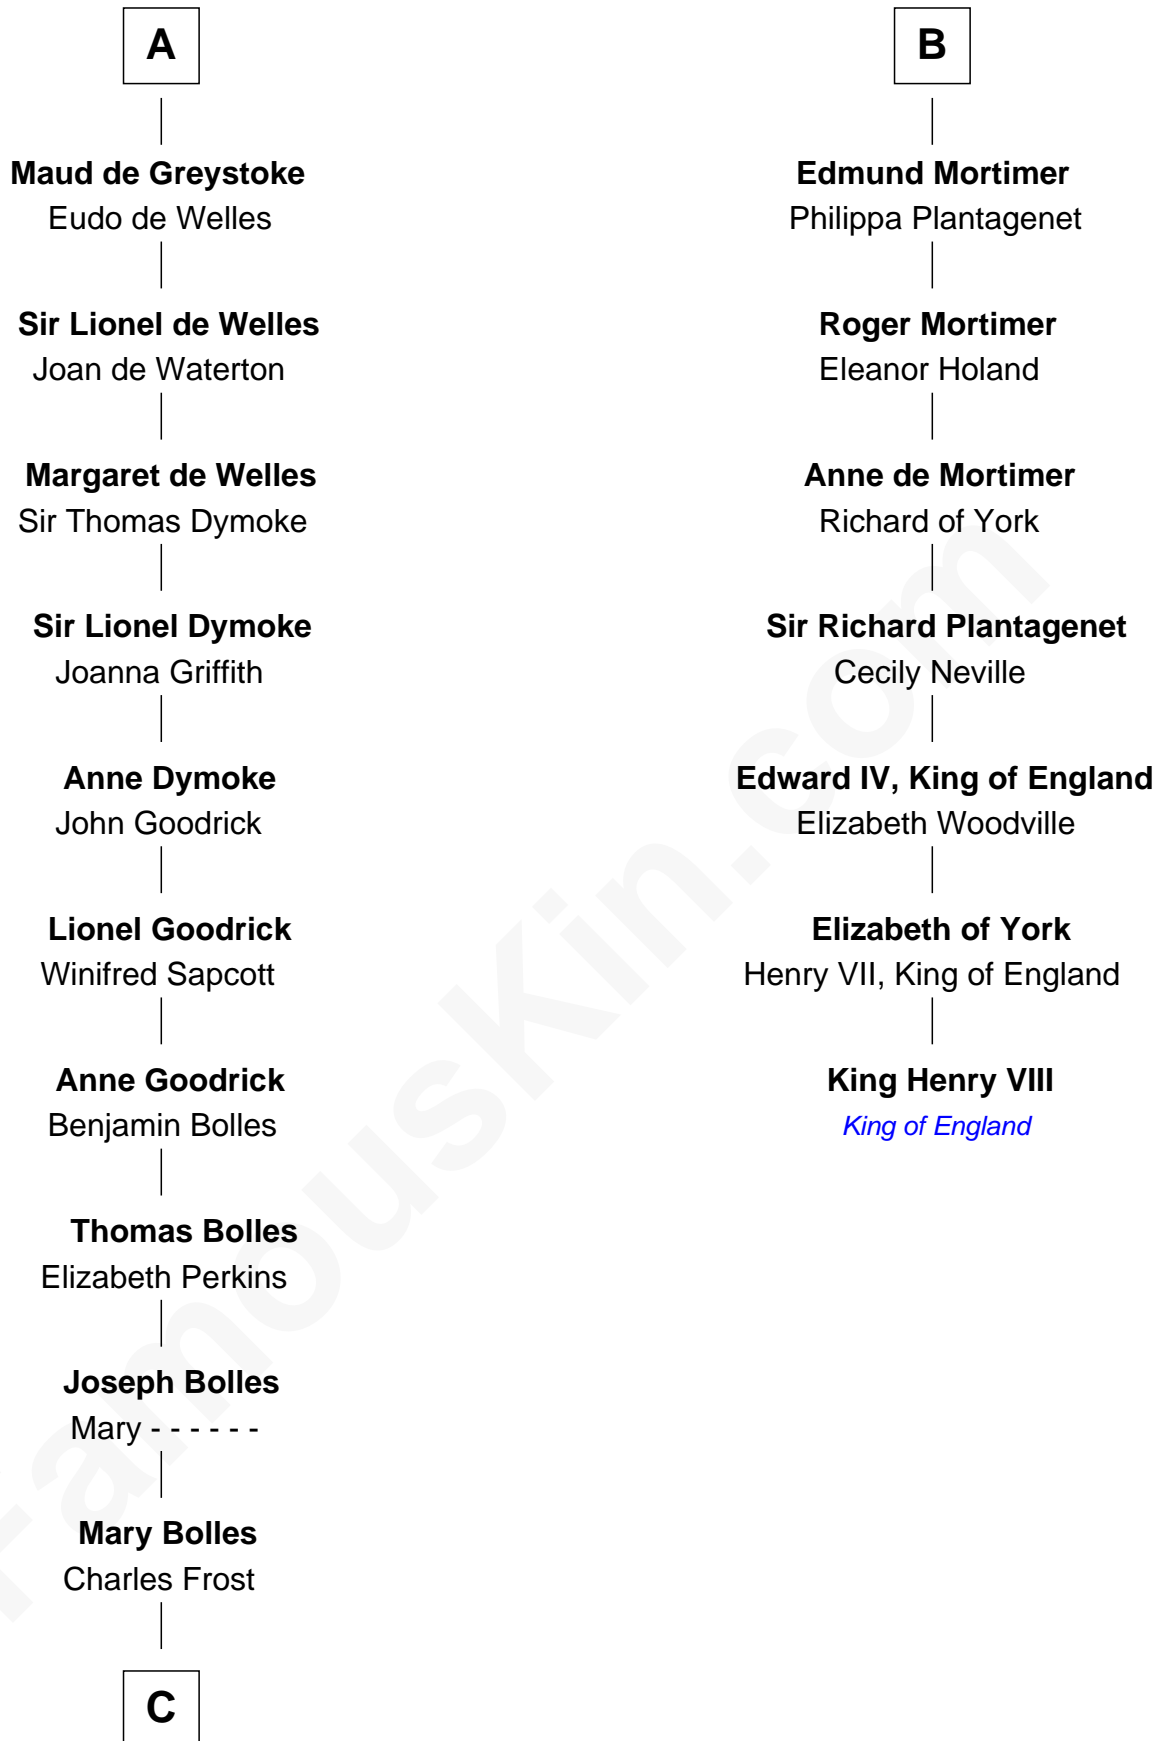 A
Maud de Greystoke
Eudo de Welles
Sir Lionel de Welles
Joan de Waterton
Margaret de Welles
Sir Thomas Dymoke
Sir Lionel Dymoke
Joanna Griffith
Anne Dymoke
John Goodrick
Lionel Goodrick
Winifred Sapcott
Anne Goodrick
Benjamin Bolles
Thomas Bolles
Elizabeth Perkins
Joseph Bolles
Mary - - - - - -
Mary Bolles
Charles Frost
C
B
Edmund Mortimer
Philippa Plantagenet
Roger Mortimer
Eleanor Holand
Anne de Mortimer
Richard of York
Sir Richard Plantagenet
Cecily Neville
Edward IV, King of England
Elizabeth Woodville
Elizabeth of York
Henry VII, King of England
King Henry VIII
King of England
FamousKin.com